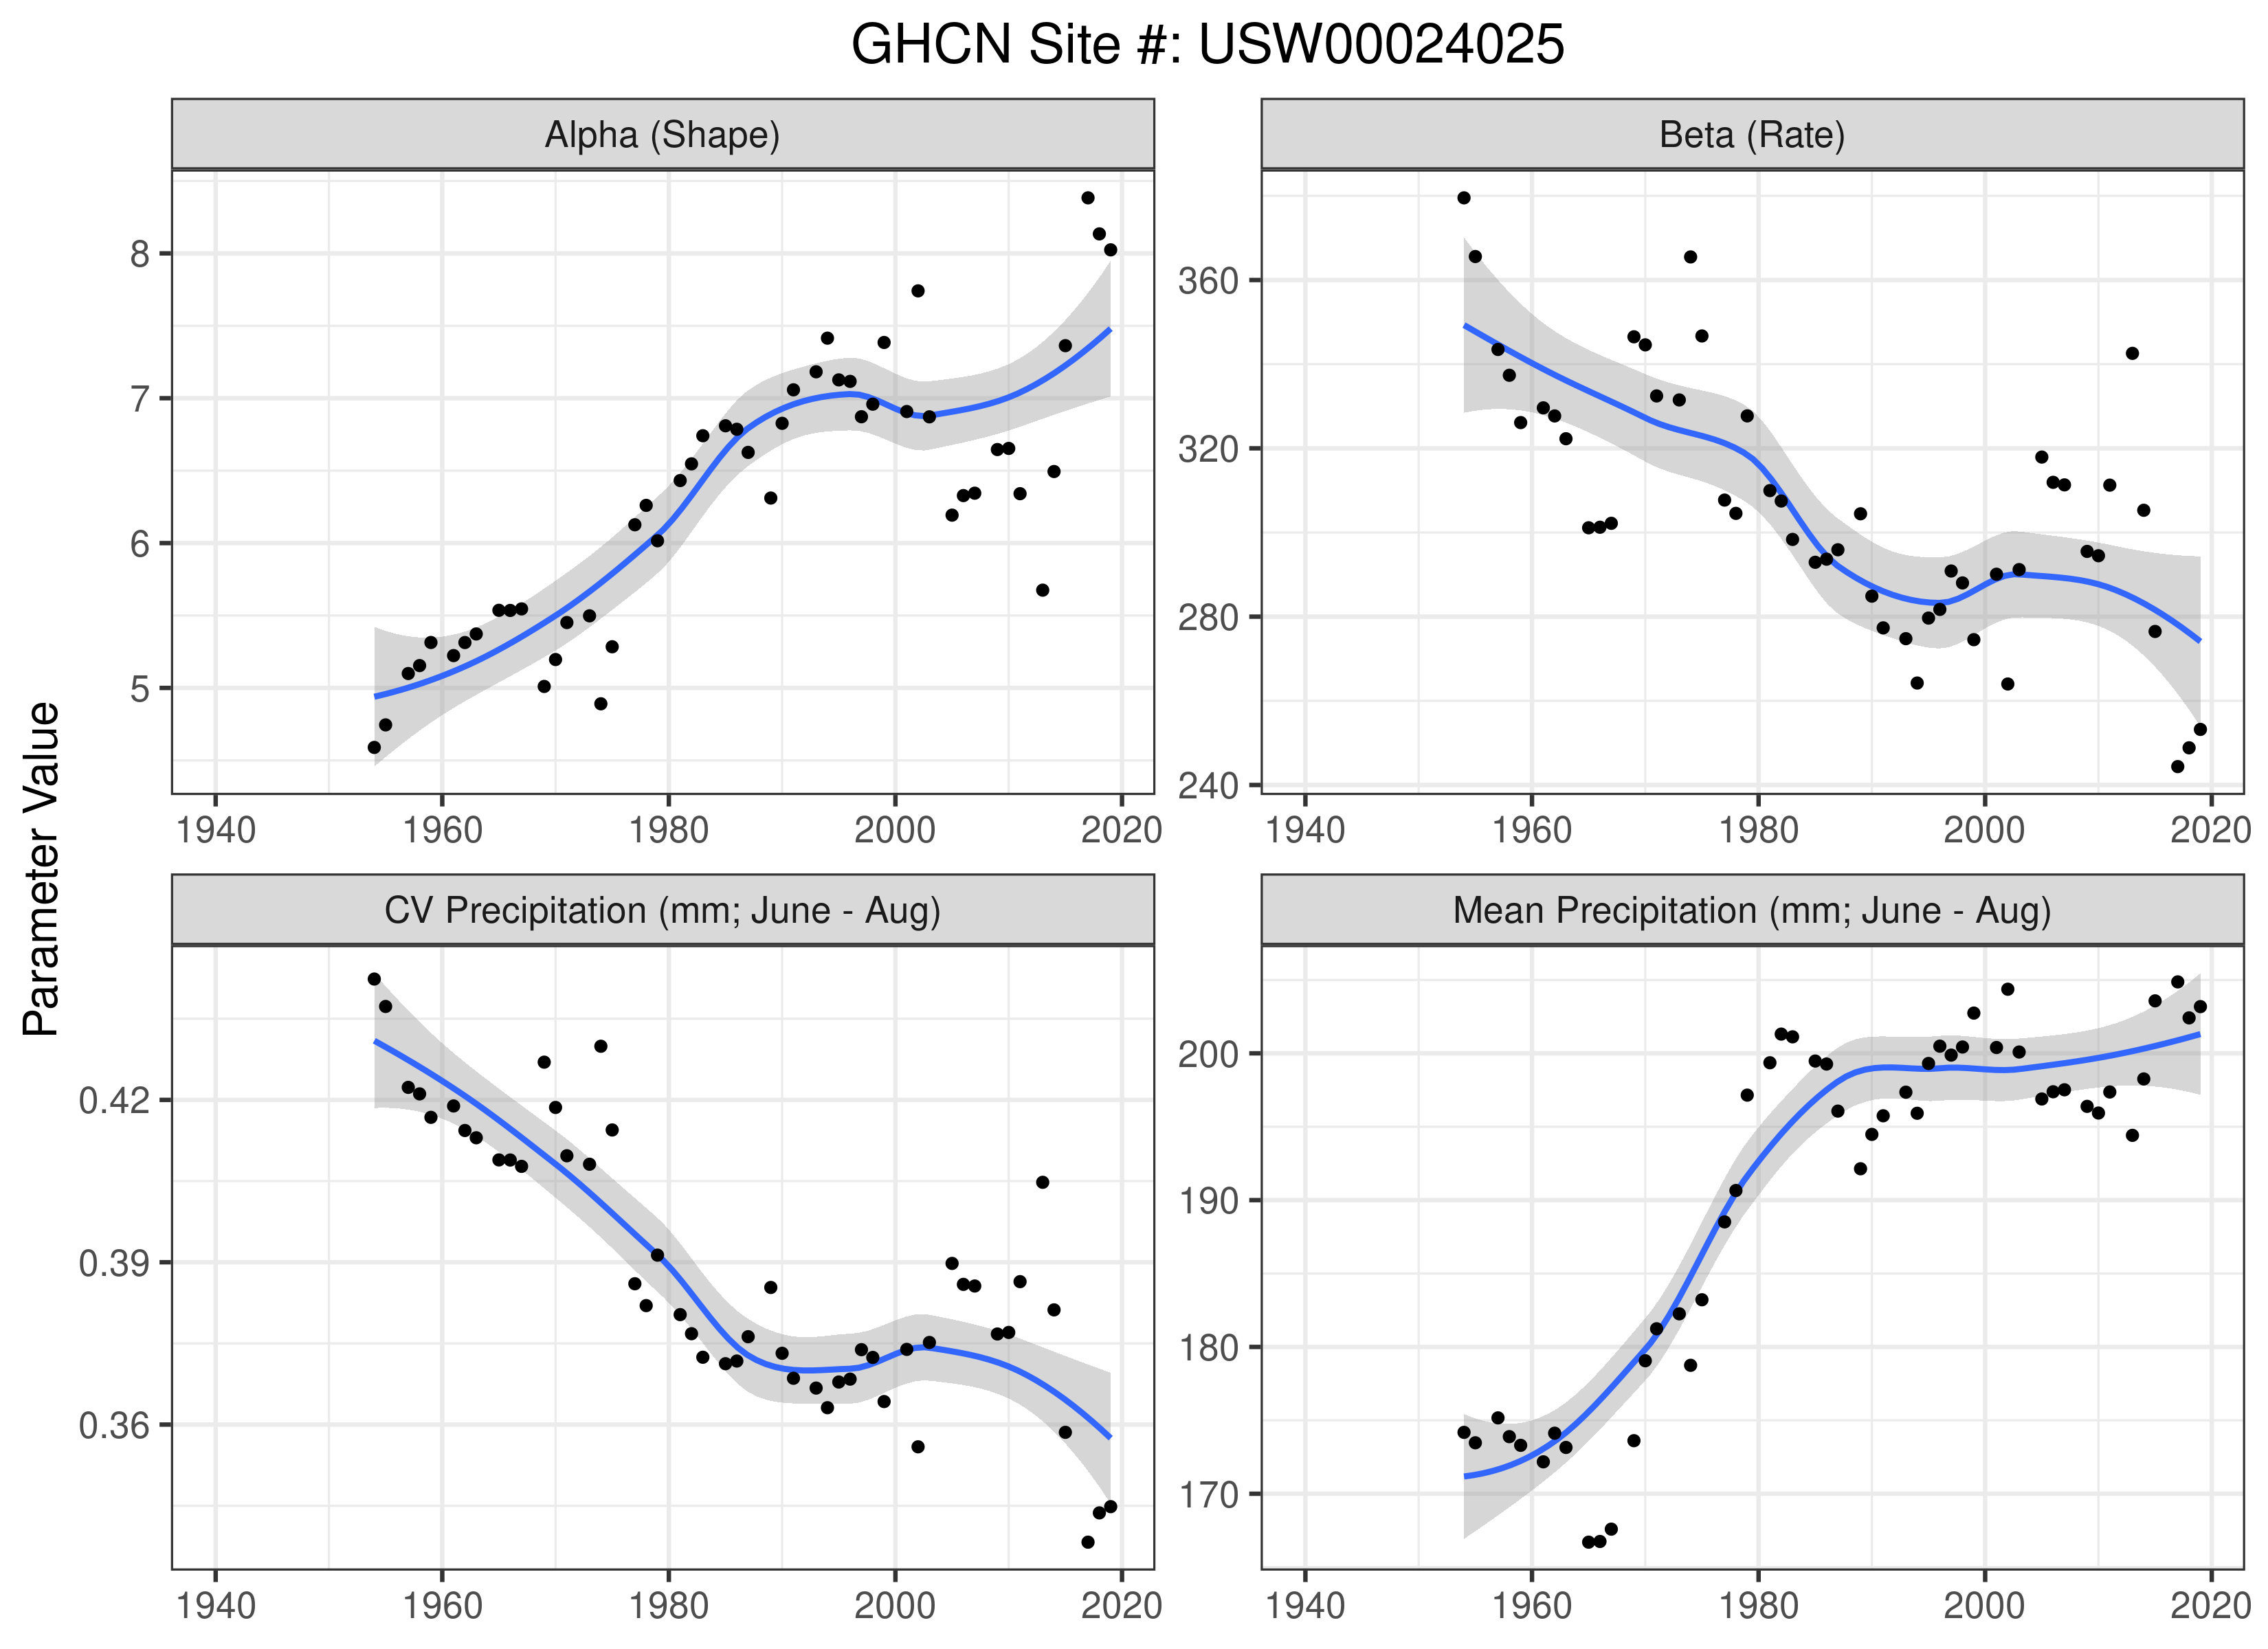 GHCN Site #: USW00024025
Parameter Value
Alpha (Shape)
8
7
6
5
1940 1960 1980 2000 2020
Beta (Rate)
360
320
280
240
1940 1960 1980 2000 2020
CV Precipitation (mm; June - Aug)
0.42
0.39
0.36
1940 1960 1980 2000 2020
Mean Precipitation (mm; June - Aug)
200
190
180
170
1940 1960 1980 2000 2020